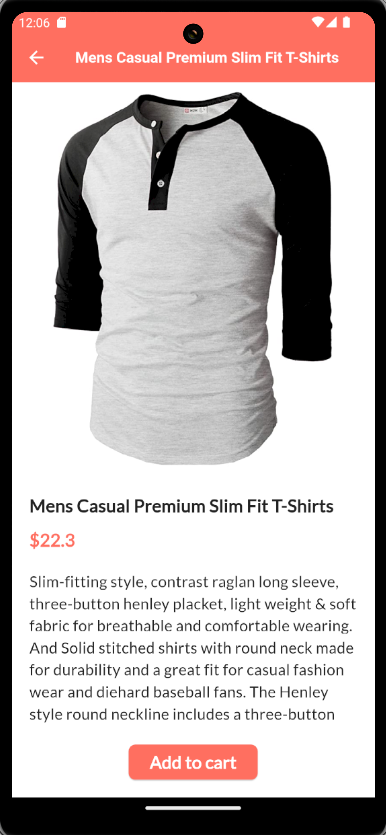 12:06
Mens Casual Premium Slim Fit T-Shirts
Mens Casual Premium Slim Fit T-Shirts
$22.3
Slim-fitting style, contrast raglan long sleeve,
three-button henley placket, light weight & soft
fabric for breathable and comfortable wearing.
And Solid stitched shirts with round neck made
for durability and a great fit for casual fashion
wear and diehard baseball fans. The Henley
style round neckline includes a three-button
Add to cart